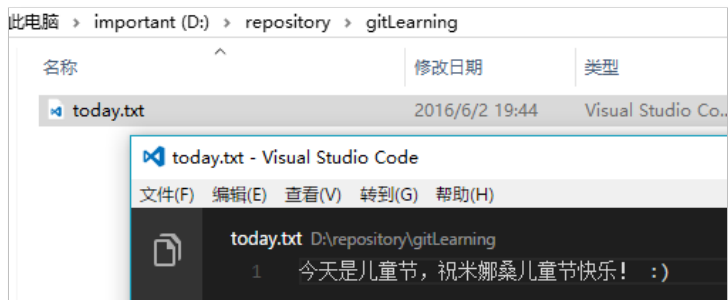 此电脑 > important (D:) > repository > gitLearning
名称 修改日期 类型
today.txt 2016/6/2 19:44 Visual Studio Co...
today.txt - Visual Studio Code
文件(F) 编辑(E) 查看(V) 转到(G) 帮助(H)
today.txt D:\repository\gitLearning
1 今天是儿童节，祝米娜桑儿童节快乐！ :)